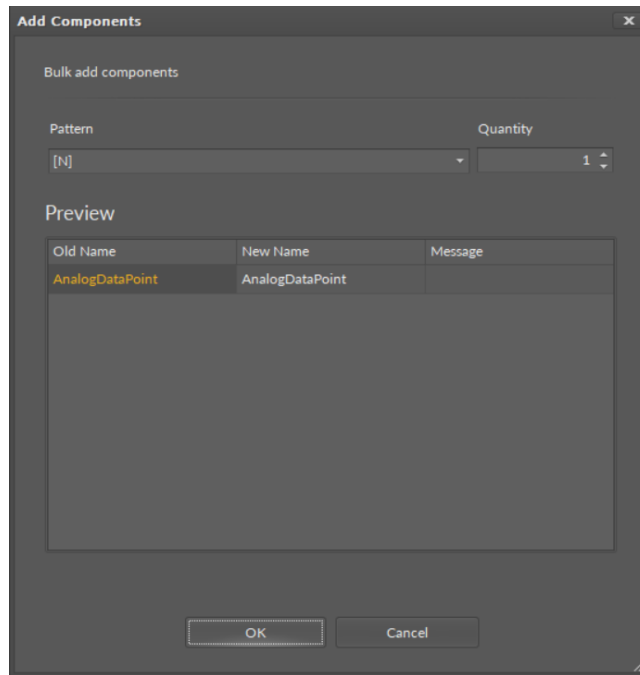 Add Components
Bulk add components
Pattern Quantity
[N] 1
Preview
Old Name New Name Message
AnalogDataPoint AnalogDataPoint
OK Cancel